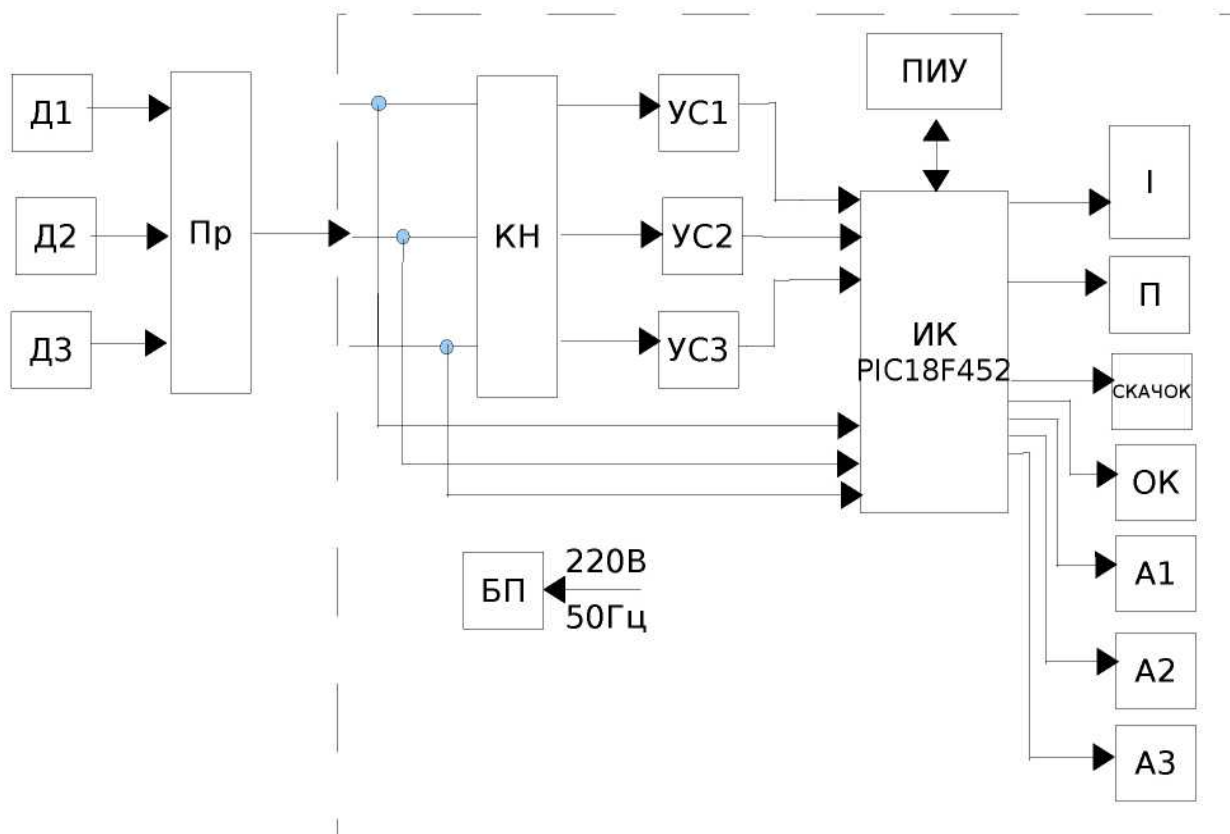 Д1
Д2
Д3
Пр
КН
УС1
УС2
УС3
ПИУ
ИК
PIC18F452
I
П
СКАЧОК
ОК
А1
А2
А3
БП
220В
50Гц